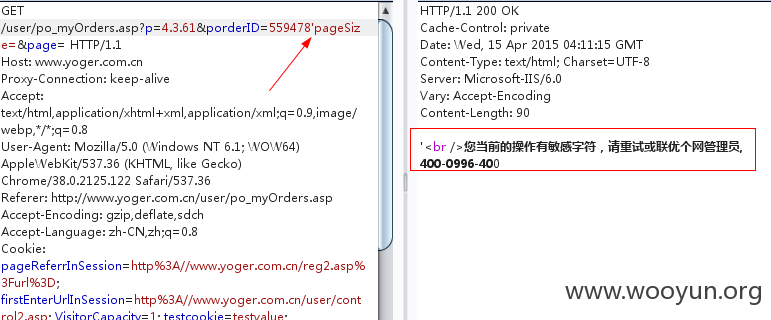 GET
/user/po_myOrders.asp?p=4.3.61&porderID=559478'pageSiz
e=&page= HTTP/1.1
Host: www.yoger.com.cn
Proxy-Connection: keep-alive
Accept:
text/html,application/xhtml+xml,application/xml;q=0.9,image/
webp,*/*;q=0.8
User-Agent: Mozilla/5.0 (Windows NT 6.1; WOW64)
AppleWebKit/537.36 (KHTML, like Gecko)
Chrome/38.0.2125.122 Safari/537.36
Referer: http://www.yoger.com.cn/user/po_myOrders.asp
Accept-Encoding: gzip,deflate,sdch
Accept-Language: zh-CN,zh;q=0.8
Cookie:
pageReferrInSession=http%3A//www.yoger.com.cn/reg2.asp%
3Furl%3D;
firstEnterUrlInSession=http%3A//www.yoger.com.cn/user/cont
rol2.asp; VisitorCapacity=1; testcookie=testvalue;
HTTP/1.1 200 OK
Cache-Control: private
Date: Wed, 15 Apr 2015 04:11:15 GMT
Content-Type: text/html; Charset=UTF-8
Server: Microsoft-IIS/6.0
Vary: Accept-Encoding
Content-Length: 90
'<br />您当前的操作有敏感字符，请重试或联优个网管理员,
400-0996-400
www.wooyun.org